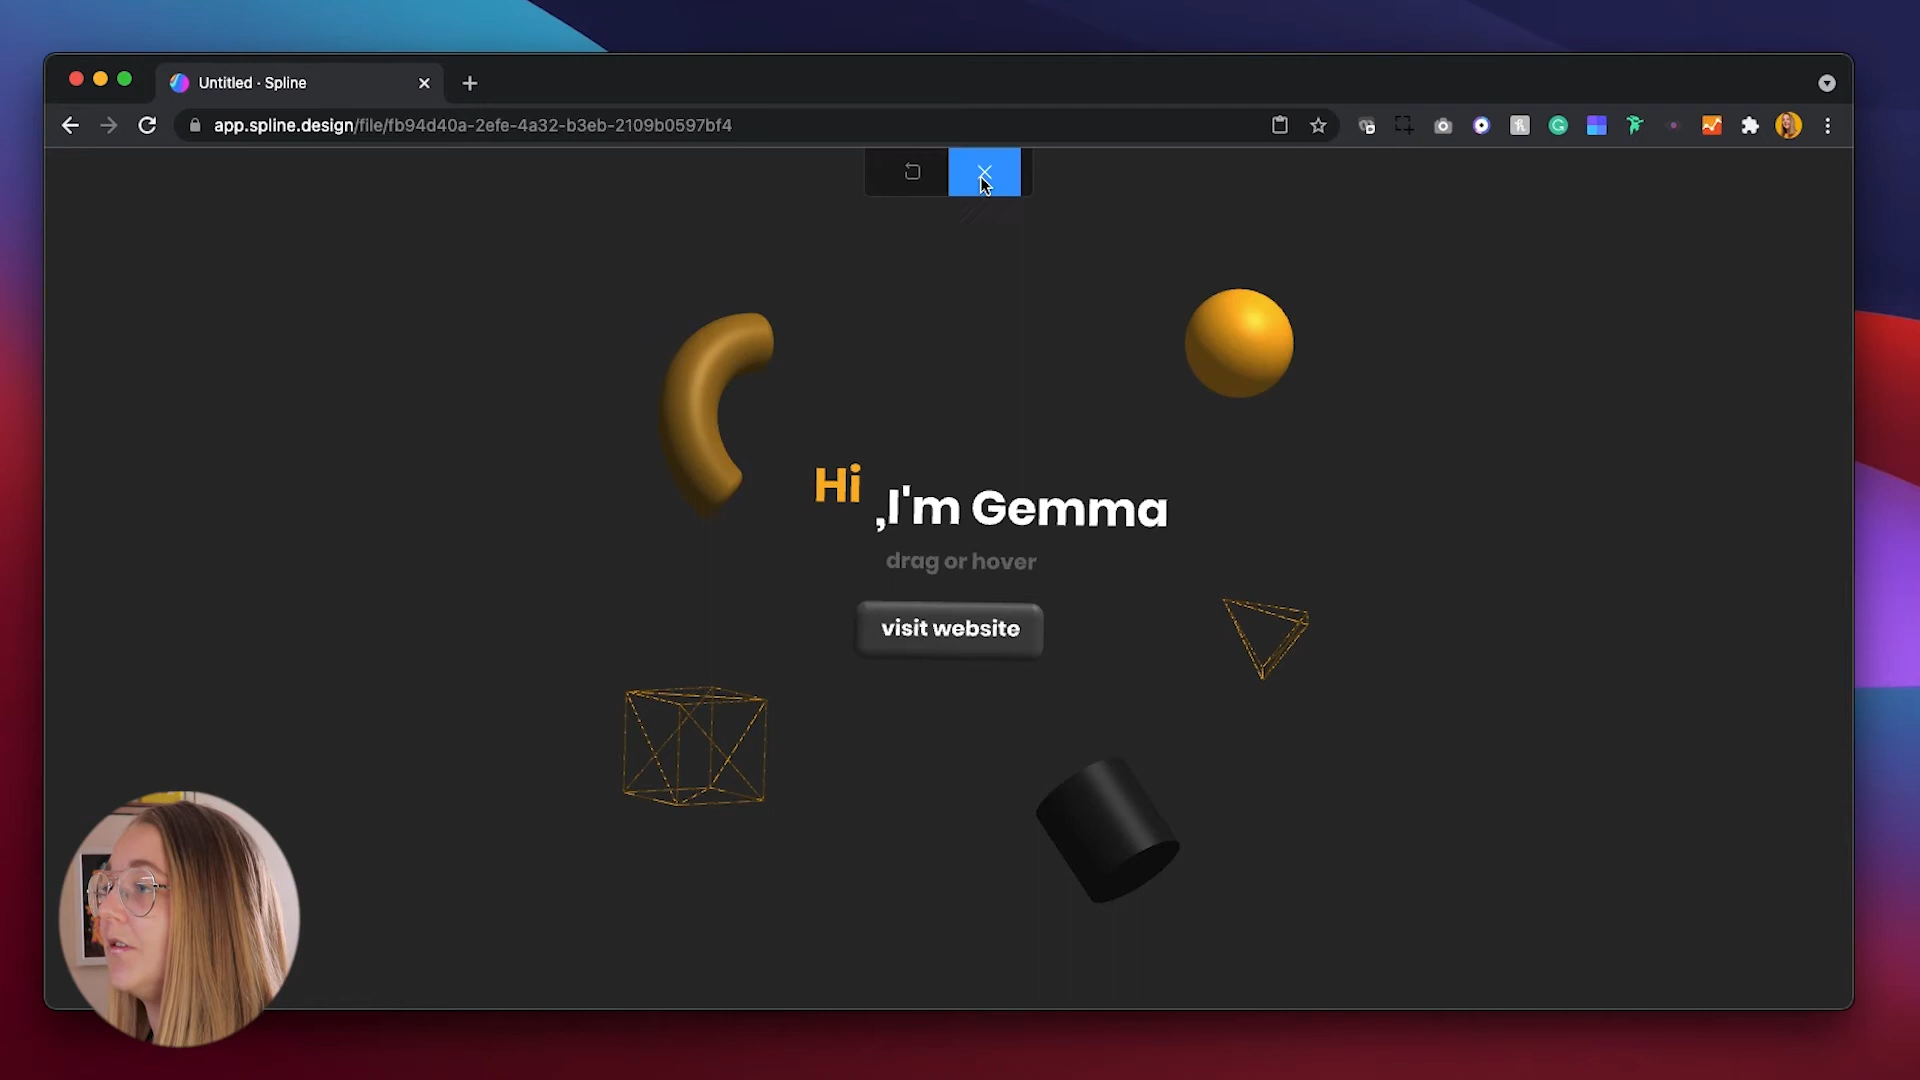 Untitled - Spline
app.spline.design/file/fb94d40a-2efe-4a32-b3eb-2109b0597bf4
Hi ,I'm Gemma
drag or hover
visit website